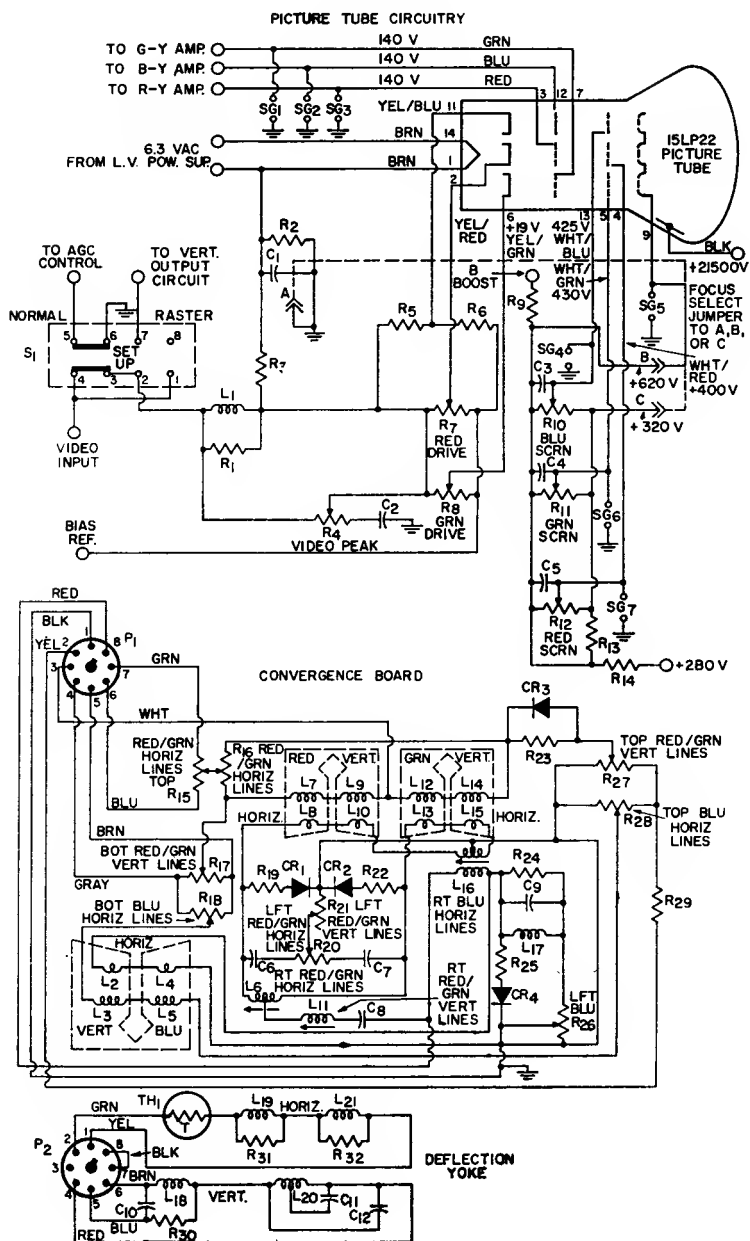 PICTURE TUBE CIRCUITRY
TO G-Y AMP.
140 V
GRN
TO B-Y AMP.
140 V
BLU
TO R-Y AMP.
140 V
RED
SG1
SG2
SG3
YEL/BLU
11
3
12
7
15LP22
PICTURE
TUBE
6.3 VAC
FROM L.V. POW. SUP.
BRN
14
BRN
1
2
YEL/
RED
6
+19 V
YEL/
GRN
425 V
WHT/
BLU
13
5
4
9
BLK
+21500V
WHT/
GRN
430V
TO AGC
CONTROL
TO VERT.
OUTPUT
CIRCUIT
R2
C1
A
B
BOOST
R9
SG5
FOCUS
SELECT
JUMPER
TO A,B,
OR C
NORMAL
RASTER
S1
5
6
7
8
SET
UP
4
3
2
1
R5
R6
SG4
B
+620 V
WHT/
RED
+400V
C3
R7
L1
R1
R7
RED
DRIVE
R10
BLU
SCRN
C
+320 V
VIDEO
INPUT
C4
R8
GRN
DRIVE
R11
GRN
SCRN
SG6
R4
C2
VIDEO PEAK
BIAS
REF.
C5
SG7
R12
RED
SCRN
R13
R14
+280 V
RED
BLK
YEL
1
2
3
4
5
6
7
8
P1
GRN
CONVERGENCE BOARD
WHT
CR3
R23
TOP RED/GRN
VERT LINES
R27
RED/GRN
HORIZ
LINES
TOP
R15
R16 RED
/GRN
HORIZ
LINES
RED
VERT.
GRN
VERT.
L7
L9
L12
L14
L8
L10
L13
L15
HORIZ.
HORIZ.
R28
TOP BLU
HORIZ
LINES
BLU
BRN
BOT RED/GRN
VERT LINES
R17
GRAY
R18
BOT BLU
HORIZ LINES
R19
CR1
CR2
R22
L16
RT BLU
HORIZ
LINES
R24
C9
R29
LFT
RED/GRN
HORIZ
LINES
R21
LFT
RED/GRN
VERT LINES
R20
L17
R25
C6
C7
RT RED/GRN
HORIZ LINES
HORIZ
L2
L4
L6
L11
C8
RT
RED/
GRN
VERT
LINES
CR4
LFT
BLU
R26
L3
L5
VERT
BLU
TH1
T
GRN
YEL
L19
HORIZ.
L21
R31
R32
P2
2
1
8
3
7
4
5
6
BLK
BRN
DEFLECTION
YOKE
L18
VERT.
L20
C11
C12
C10
BLU
R30
RED